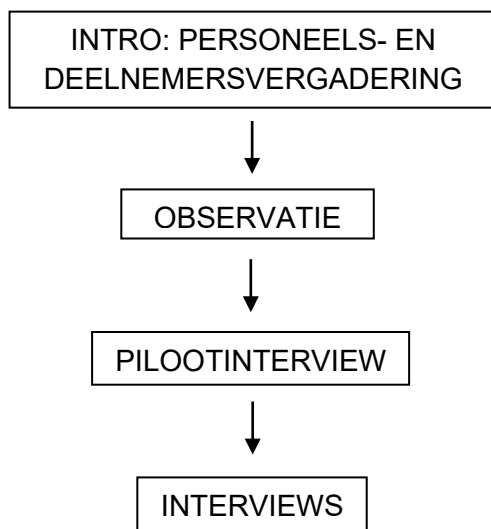 INTRO: PERSONEELS- EN
DEELNEMERSVERGADERING
OBSERVATIE
PILOOTINTERVIEW
INTERVIEWS